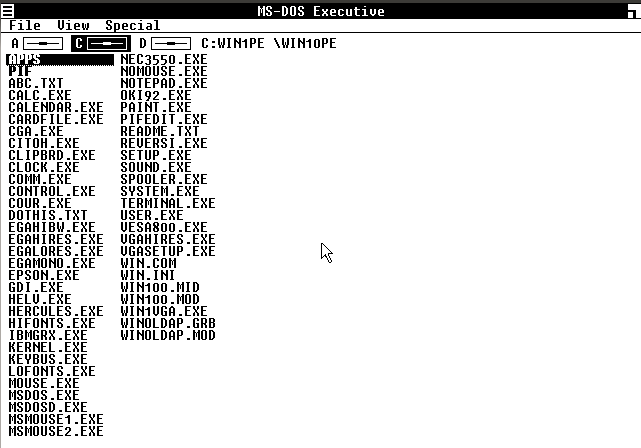 MS-DOS Executive
File View Special
A C D C:WIN1PE \WIN10PE
APPS
PIF
ABC.TXT
CALC.EXE
CALENDAR.EXE
CARDFILE.EXE
CGA.EXE
CITOH.EXE
CLIPBRD.EXE
CLOCK.EXE
COMM.EXE
CONTROL.EXE
COUR.EXE
DOTHIS.TXT
EGAHIBW.EXE
EGAHIRES.EXE
EGALORES.EXE
EGAMONO.EXE
EPSON.EXE
GDI.EXE
HELV.EXE
HERCULES.EXE
HIFONTS.EXE
IBMGRX.EXE
KERNEL.EXE
KEYBUS.EXE
LOFONTS.EXE
MOUSE.EXE
MSDOS.EXE
MSDOSD.EXE
MSMOUSE1.EXE
MSMOUSE2.EXE
NEC3550.EXE
NOMOUSE.EXE
NOTEPAD.EXE
OKI92.EXE
PAINT.EXE
PIFEDIT.EXE
README.TXT
REVERSI.EXE
SETUP.EXE
SOUND.EXE
SPOOLER.EXE
SYSTEM.EXE
TERMINAL.EXE
USER.EXE
VESA800.EXE
VGAHIRES.EXE
VGASETUP.EXE
WIN.COM
WIN.INI
WIN100.MID
WIN100.MOD
WIN1VGA.EXE
WINOLDAP.GRB
WINOLDAP.MOD